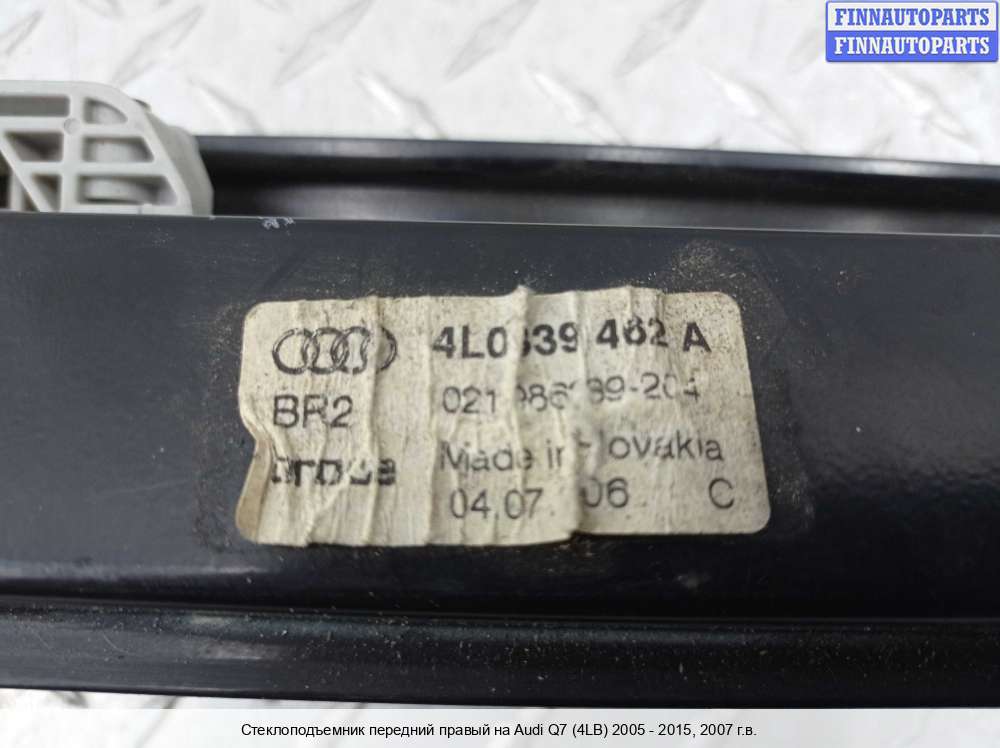 FINNAUTOPARTS
FINNAUTOPARTS
4L0839 462 A
BR2
Made in Slovakia
04.07. 06 C
Стеклоподъемник передний правый на Audi Q7 (4LB) 2005 - 2015, 2007 г.в.